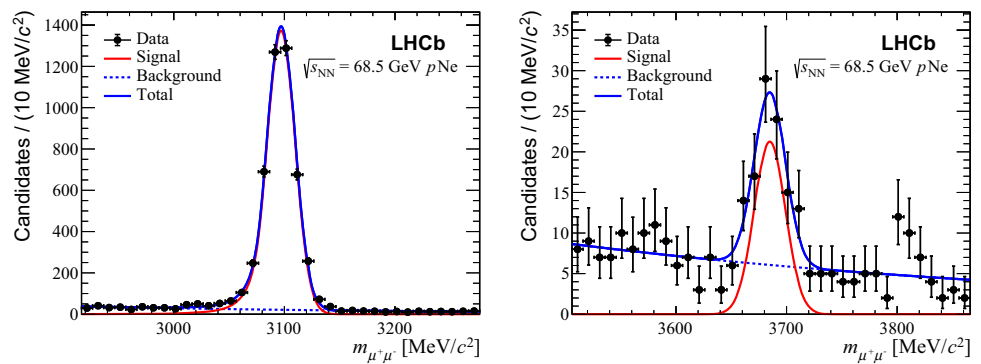 Candidates / (10 MeV/c²)
1400
1200
1000
800
600
400
200
0
Data
Signal
Background
Total
LHCb
√sNN = 68.5 GeV pNe
3000
3100
3200
mμ⁺μ⁻ [MeV/c²]
Candidates / (10 MeV/c²)
35
30
25
20
15
10
5
0
Data
Signal
Background
Total
LHCb
√sNN = 68.5 GeV pNe
3600
3700
3800
mμ⁺μ⁻ [MeV/c²]